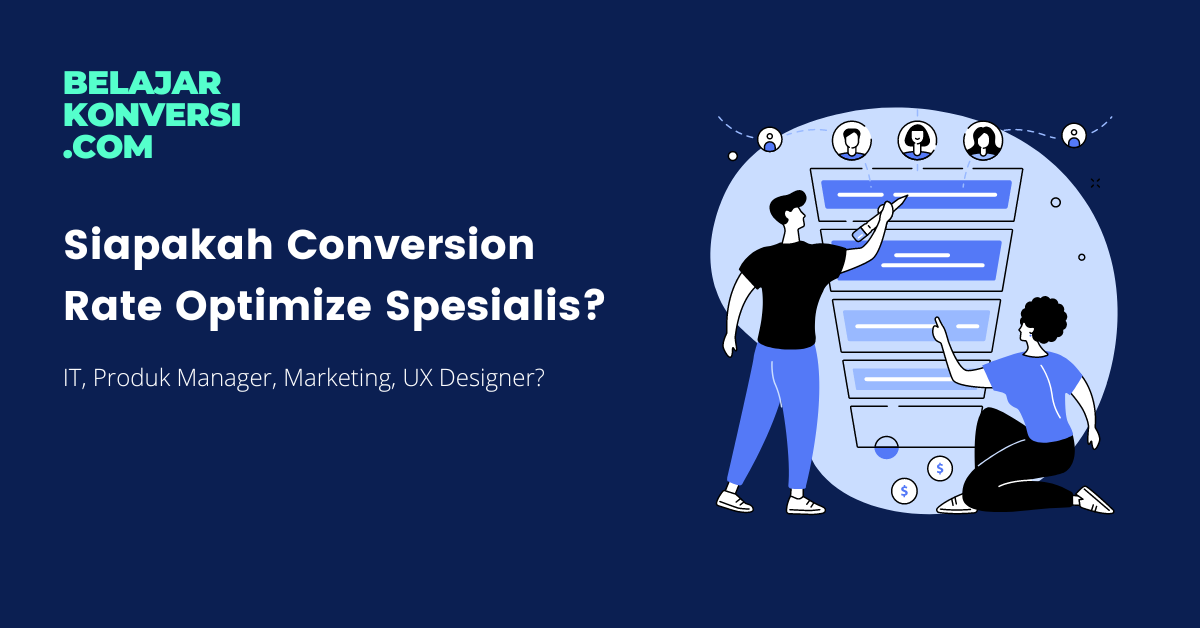 BELAJAR
KONVERSI
.COM
Siapakah Conversion
Rate Optimize Spesialis?
IT, Produk Manager, Marketing, UX Designer?
$
$